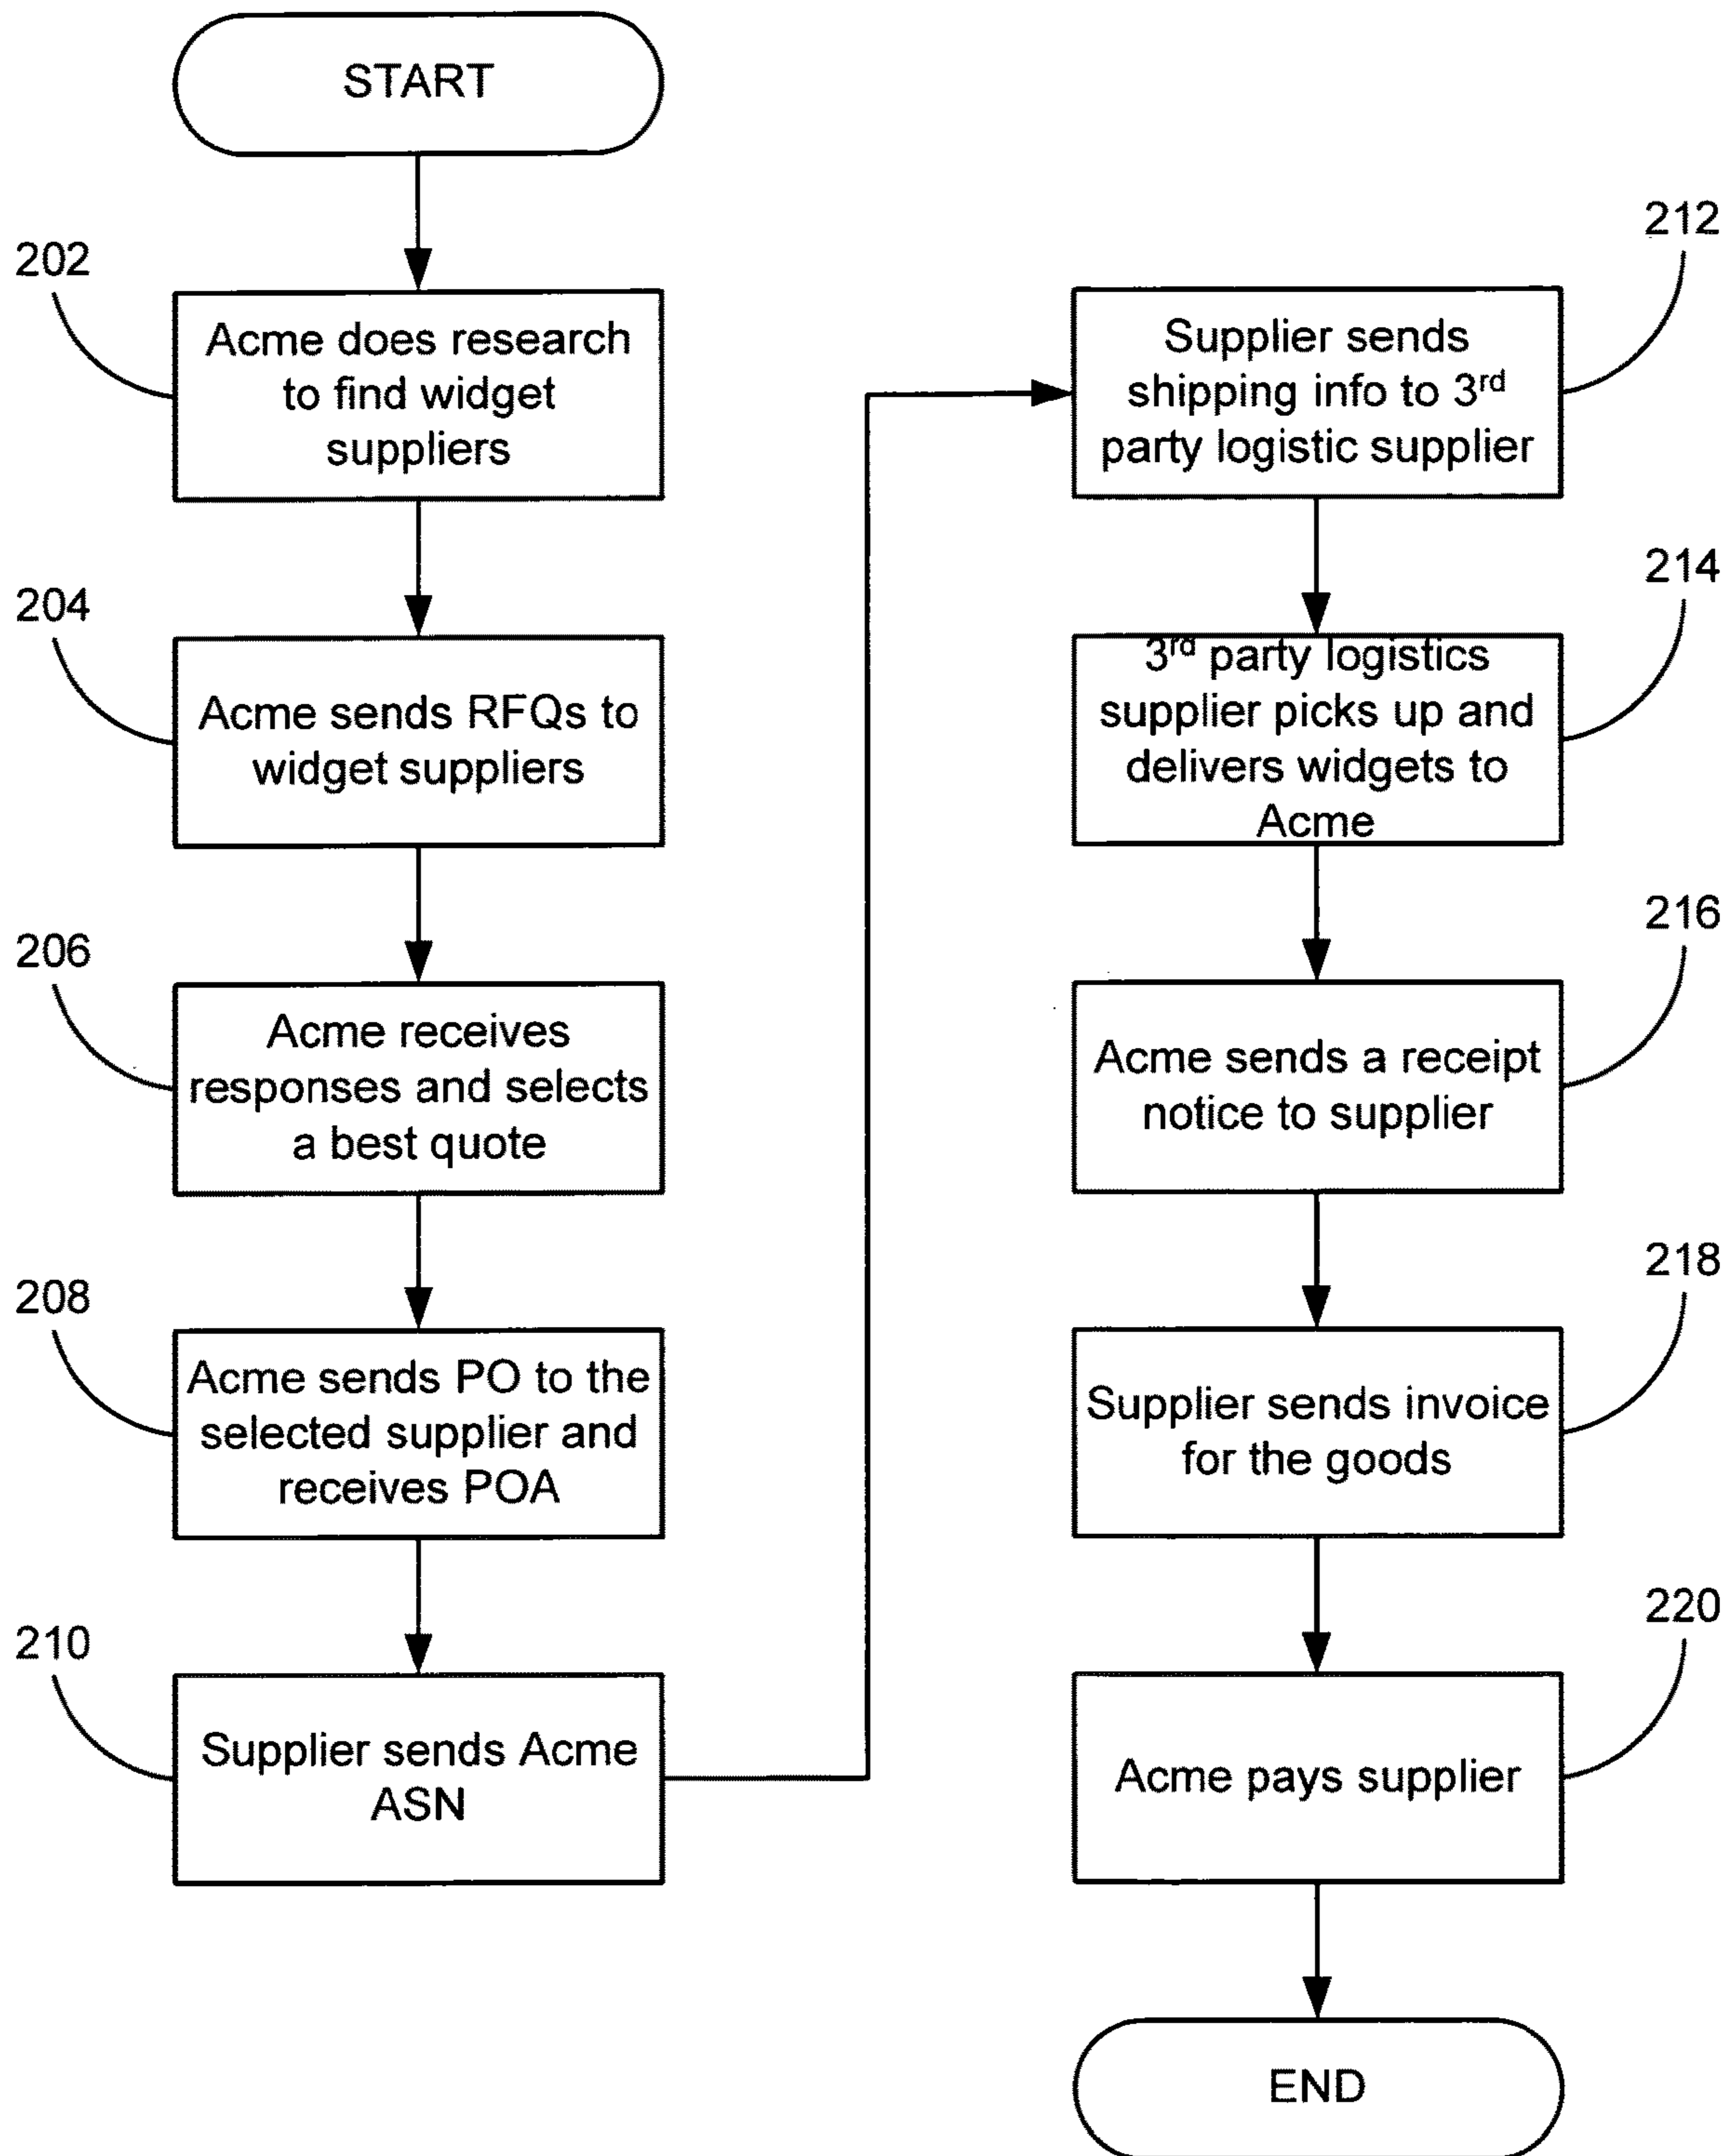 START
202
Acme does research
to find widget
suppliers
204
Acme sends RFQs to
widget suppliers
206
Acme receives
responses and selects
a best quote
208
Acme sends PO to the
selected supplier and
receives POA
210
Supplier sends Acme
ASN
212
Supplier sends
shipping info to 3rd
party logistic supplier
214
3rd party logistics
supplier picks up and
delivers widgets to
Acme
216
Acme sends a receipt
notice to supplier
218
Supplier sends invoice
for the goods
220
Acme pays supplier
END